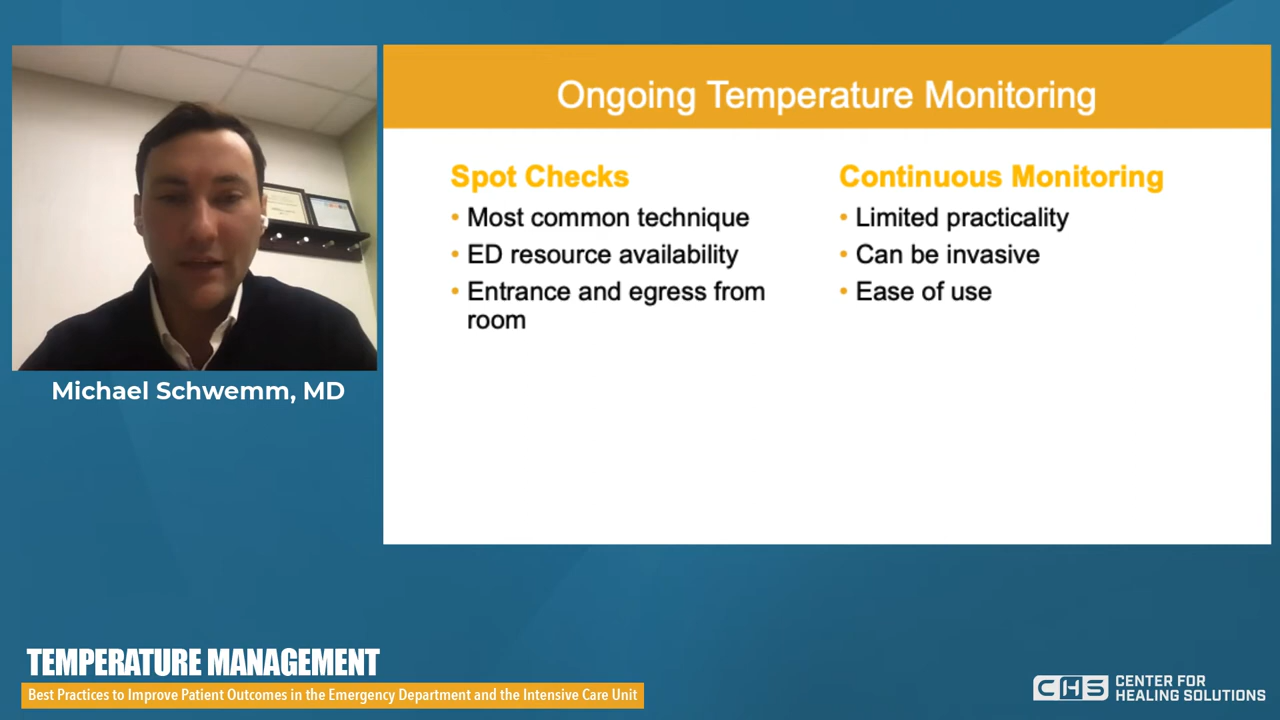 Ongoing Temperature Monitoring
Spot Checks
• Most common technique
• ED resource availability
• Entrance and egress from
room
Continuous Monitoring
• Limited practicality
• Can be invasive
• Ease of use
Michael Schwemm, MD
TEMPERATURE MANAGEMENT
Best Practices to Improve Patient Outcomes in the Emergency Department and the Intensive Care Unit
CHS
CENTER FOR
HEALING SOLUTIONS